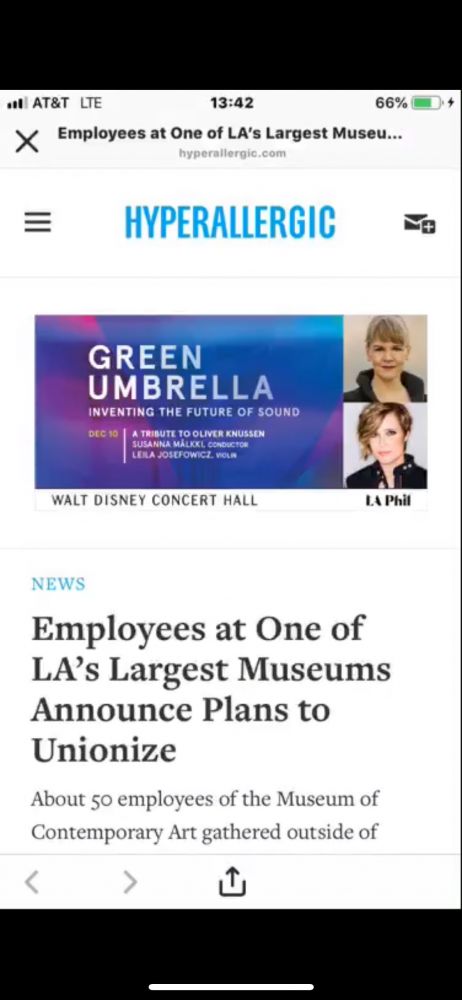 AT&T LTE 13:42 66%
Employees at One of LA's Largest Museu...
hyperallergic.com
HYPERALLERGIC
GREEN
UMBRELLA
INVENTING THE FUTURE OF SOUND
DEC 10
A TRIBUTE TO OLIVER KNUSSEN
SUSANNA MÄLKKI, CONDUCTOR
LEILA JOSEFOWICZ, VIOLIN
WALT DISNEY CONCERT HALL LA Phil
NEWS
Employees at One of
LA's Largest Museums
Announce Plans to
Unionize
About 50 employees of the Museum of
Contemporary Art gathered outside of